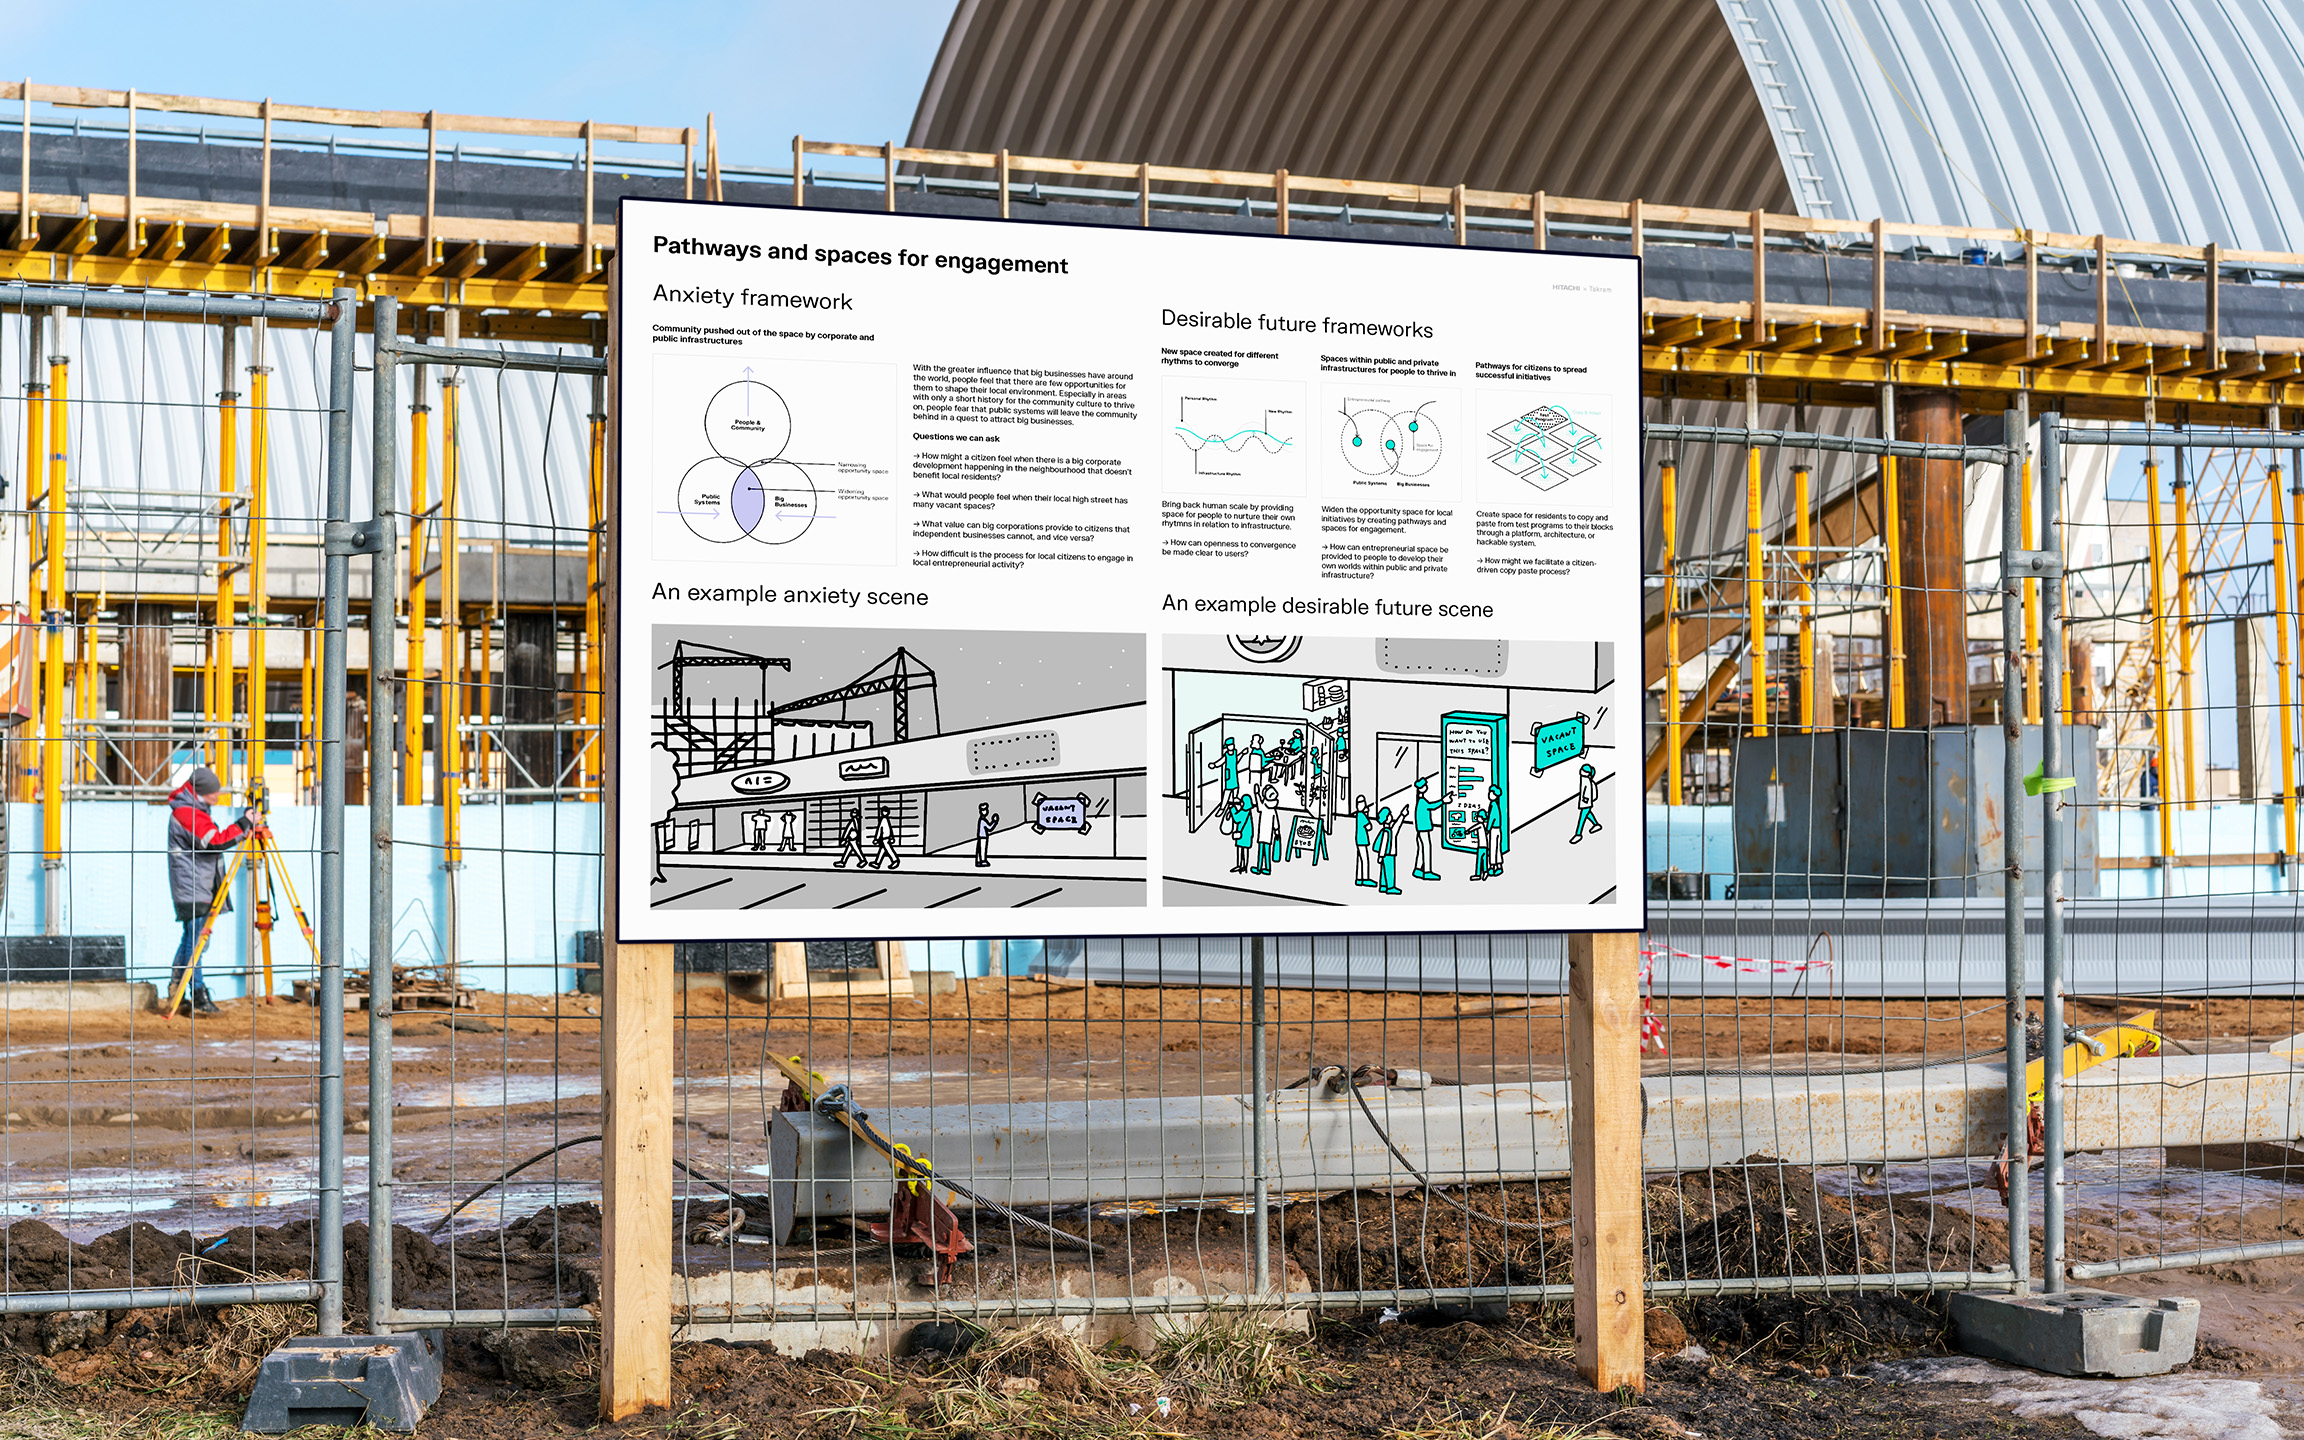 Pathways and spaces for engagement
HITACHI × Takram
Anxiety framework
Community pushed out of the space by corporate and
public infrastructures
People &
Community
Public
Systems
Big
Businesses
Narrowing
opportunity space
Widening
opportunity space
With the greater influence that big businesses have around
the world, people feel that there are few opportunities for
them to shape their local environment. Especially in areas
with only a short history for the community culture to thrive
on, people fear that public systems will leave the community
behind in a quest to attract big businesses.
Questions we can ask
→ How might a citizen feel when there is a big corporate
development happening in the neighbourhood that doesn't
benefit local residents?
→ What would people feel when their local high street has
many vacant spaces?
→ What value can big corporations provide to citizens that
independent businesses cannot, and vice versa?
→ How difficult is the process for local citizens to engage in
local entrepreneurial activity?
Desirable future frameworks
New space created for different
rhythms to converge
Personal Rhythm
New Rhythm
Infrastructure Rhythm
Bring back human scale by providing
space for people to nurture their own
rhythms in relation to infrastructure.
→ How can openness to convergence
be made clear to users?
Spaces within public and private
infrastructures for people to thrive in
Entrepreneurial pathway
Space for
engagement
Public Systems
Big Businesses
Widen the opportunity space for local
initiatives by creating pathways and
spaces for engagement.
→ How can entrepreneurial space be
provided to people to develop their
own worlds within public and private
infrastructure?
Pathways for citizens to spread
successful initiatives
Test
Program
Copy & Paste
Create space for residents to copy and
paste from test programs to their blocks
through a platform, architecture, or
hackable system.
→ How might we facilitate a citizen-
driven copy paste process?
An example anxiety scene
VACANT
SPACE
An example desirable future scene
HOW DO YOU
WANT TO USE
THIS SPACE?
IDEAS
VACANT
SPACE